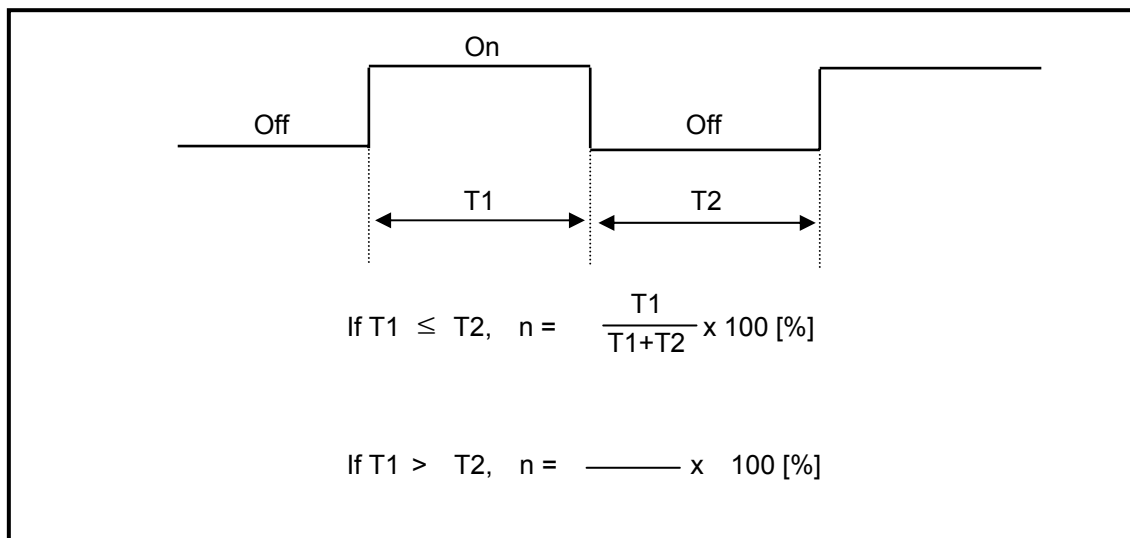 On
Off Off
T1 T2
If T1 ≤ T2, n = T1 / T1+T2 x 100 [%]
If T1 > T2, n = ——— x 100 [%]